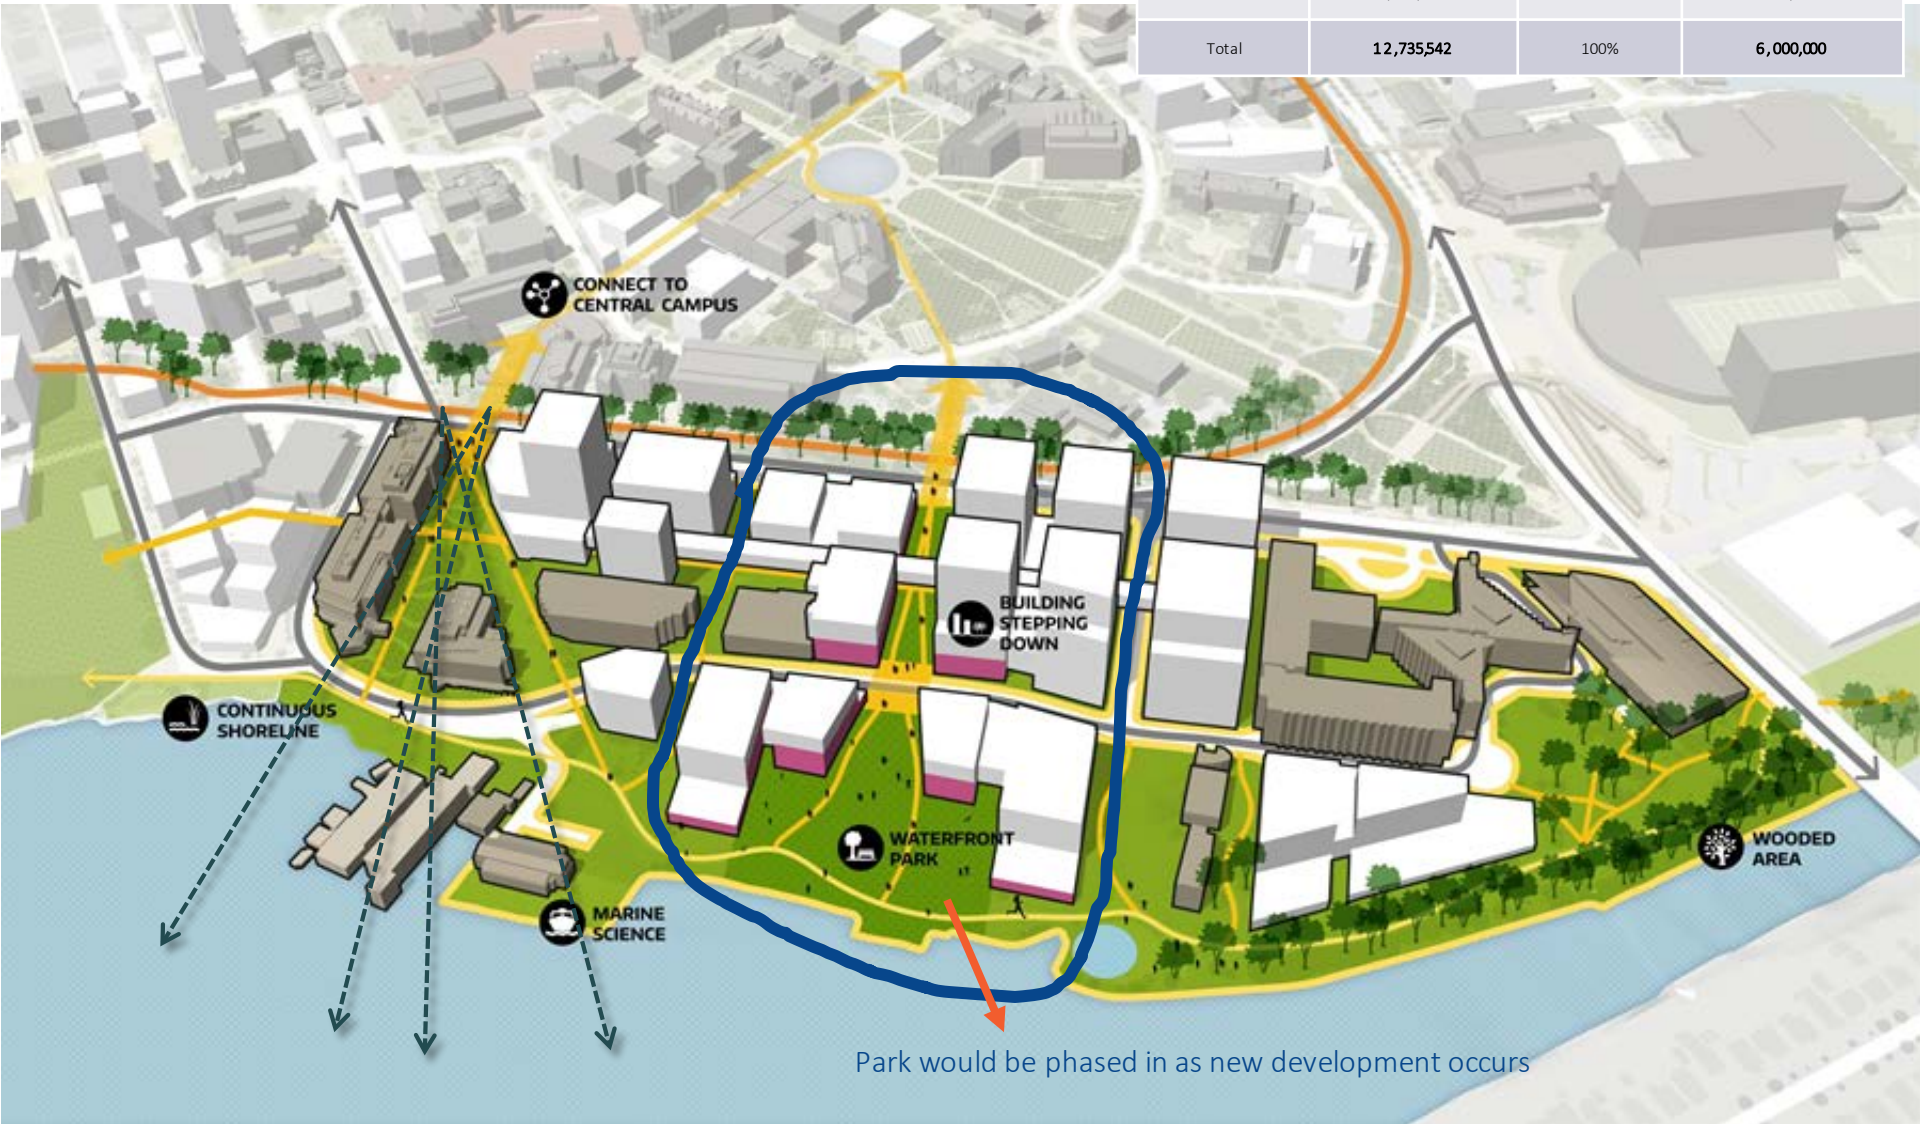 Total 12,735,542 100% 6,000,000
CONNECT TO
CENTRAL CAMPUS
BUILDING
STEPPING
DOWN
CONTINUOUS
SHORELINE
WATERFRONT
PARK
WOODED
AREA
MARINE
SCIENCE
Park would be phased in as new development occurs